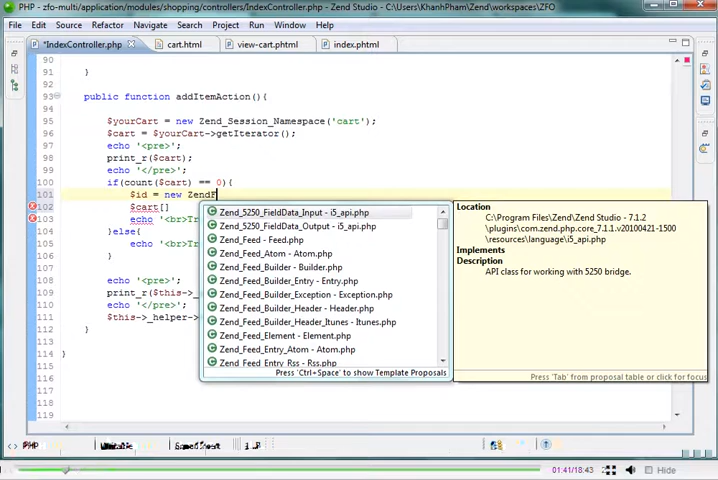 PHP - zfo-multi/application/modules/shopping/controllers/IndexController.php - Zend Studio - C:\Users\KhanhPham\Zend\workspaces\ZFO
File Edit Source Refactor Navigate Search Project Run Window Help
*IndexController.php cart.html view-cart.phtml index.phtml
90
91 }
92
93 public function addItemAction(){
94
95 $yourCart = new Zend_Session_Namespace('cart');
96 $cart = $yourCart->getIterator();
97 echo '<pre>';
98 print_r($cart);
99 echo '</pre>';
100 if(count($cart) == 0){
101 $id = new ZendF
102 $cart[]
103 echo '<br>Tr
104 }else{
105 echo '<br>Tr
106 }
107
108 echo '<pre>';
109 print_r($this->_
110 echo '</pre>';
111 $this->_helper-
112 }
113
114 }
115
116
117
118
119
Zend_5250_FieldData_Input - i5_api.php
Zend_5250_FieldData_Output - i5_api.php
Zend_Feed - Feed.php
Zend_Feed_Atom - Atom.php
Zend_Feed_Builder - Builder.php
Zend_Feed_Builder_Entry - Entry.php
Zend_Feed_Builder_Exception - Exception.php
Zend_Feed_Builder_Header - Header.php
Zend_Feed_Builder_Header_Itunes - Itunes.php
Zend_Feed_Element - Element.php
Zend_Feed_Entry_Atom - Atom.php
Zend_Feed_Entry_Rss - Rss.php
Press 'Ctrl+Space' to show Template Proposals
Location
C:\Program Files\Zend\Zend Studio - 7.1.2
\plugins\com.zend.php.core_7.1.1.v20100421-1500
\resources\language\i5_api.php
Implements
Description
API class for working with 5250 bridge.
Press 'Tab' from proposal table or click for focus
PHP
01:41/18:43 Hide